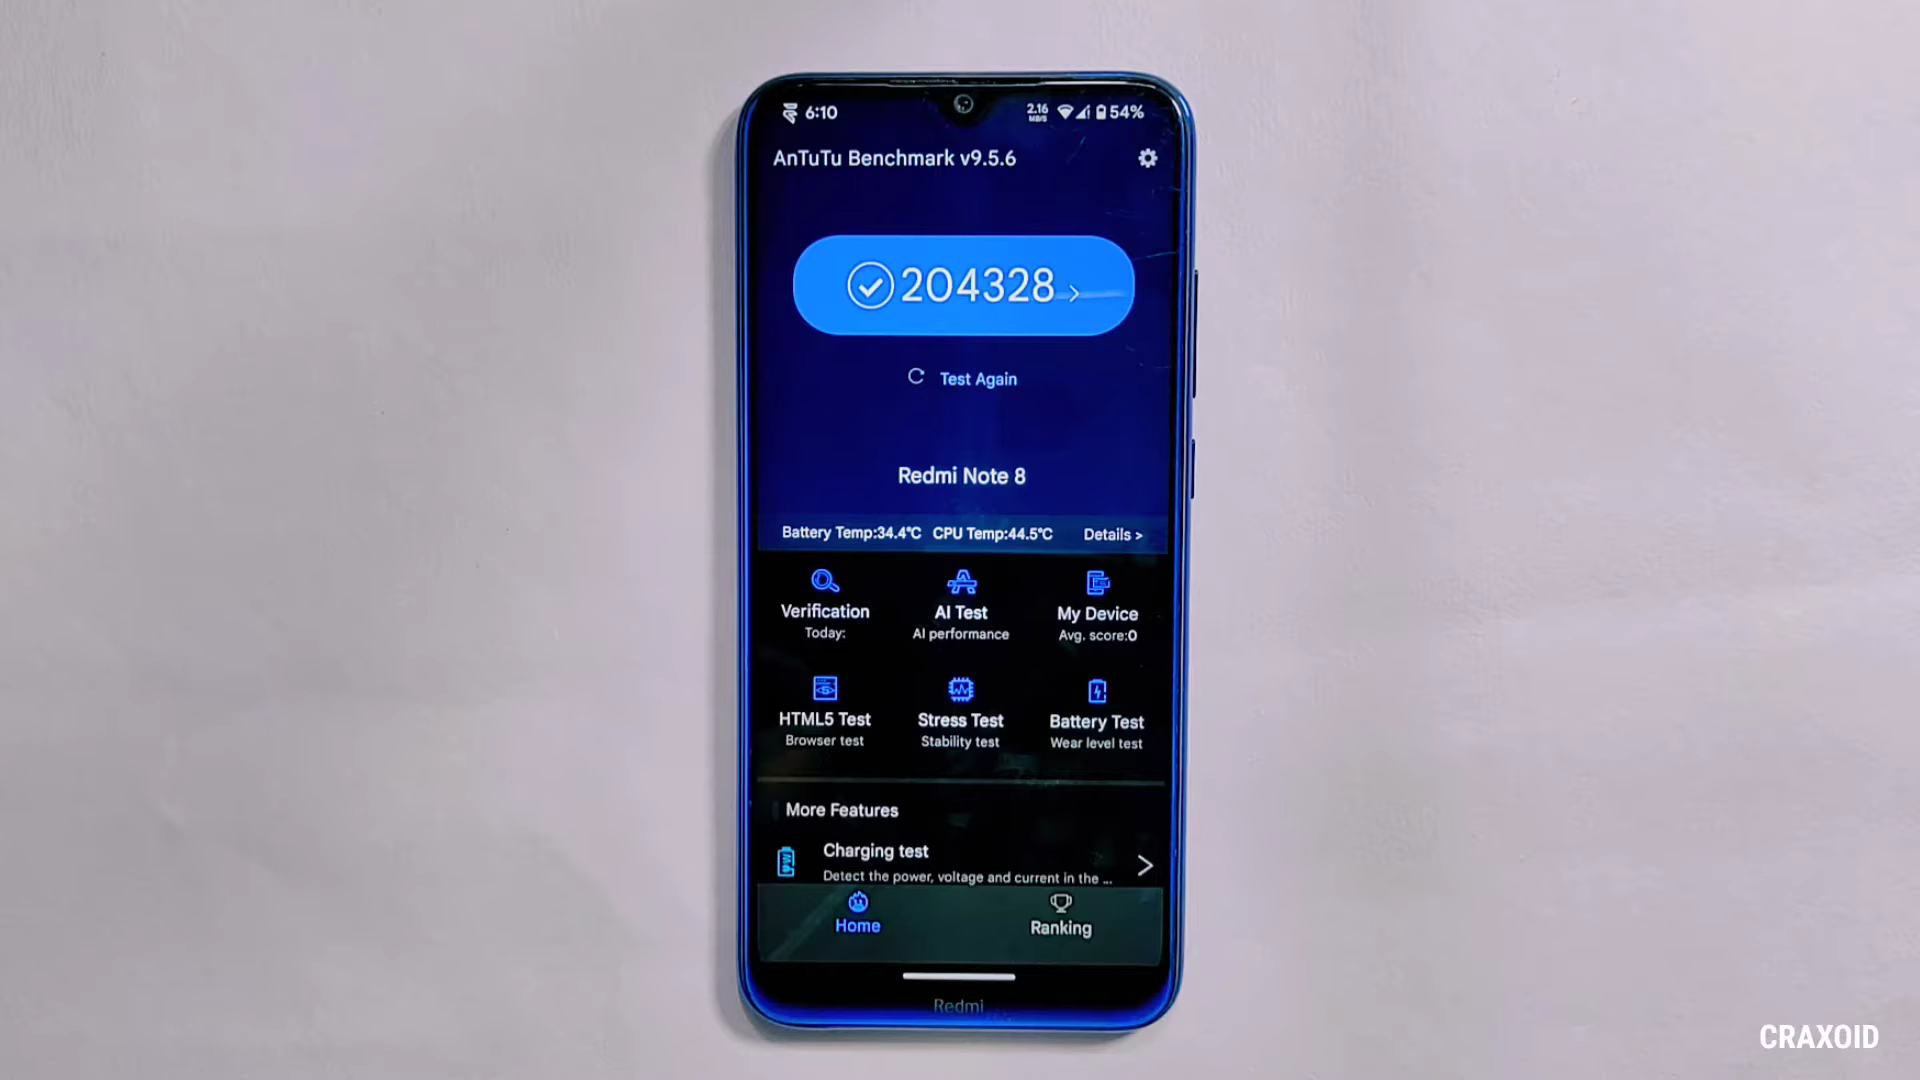 6:10 2.16 MB/S 54%
AnTuTu Benchmark v9.5.6
204328 >
Test Again
Redmi Note 8
Battery Temp:34.4℃ CPU Temp:44.5℃ Details >
Verification AI Test My Device
Today: AI performance Avg. score:0
HTML5 Test Stress Test Battery Test
Browser test Stability test Wear level test
More Features
Charging test
Detect the power, voltage and current in the ...
Home Ranking
Redmi
CRAXOID